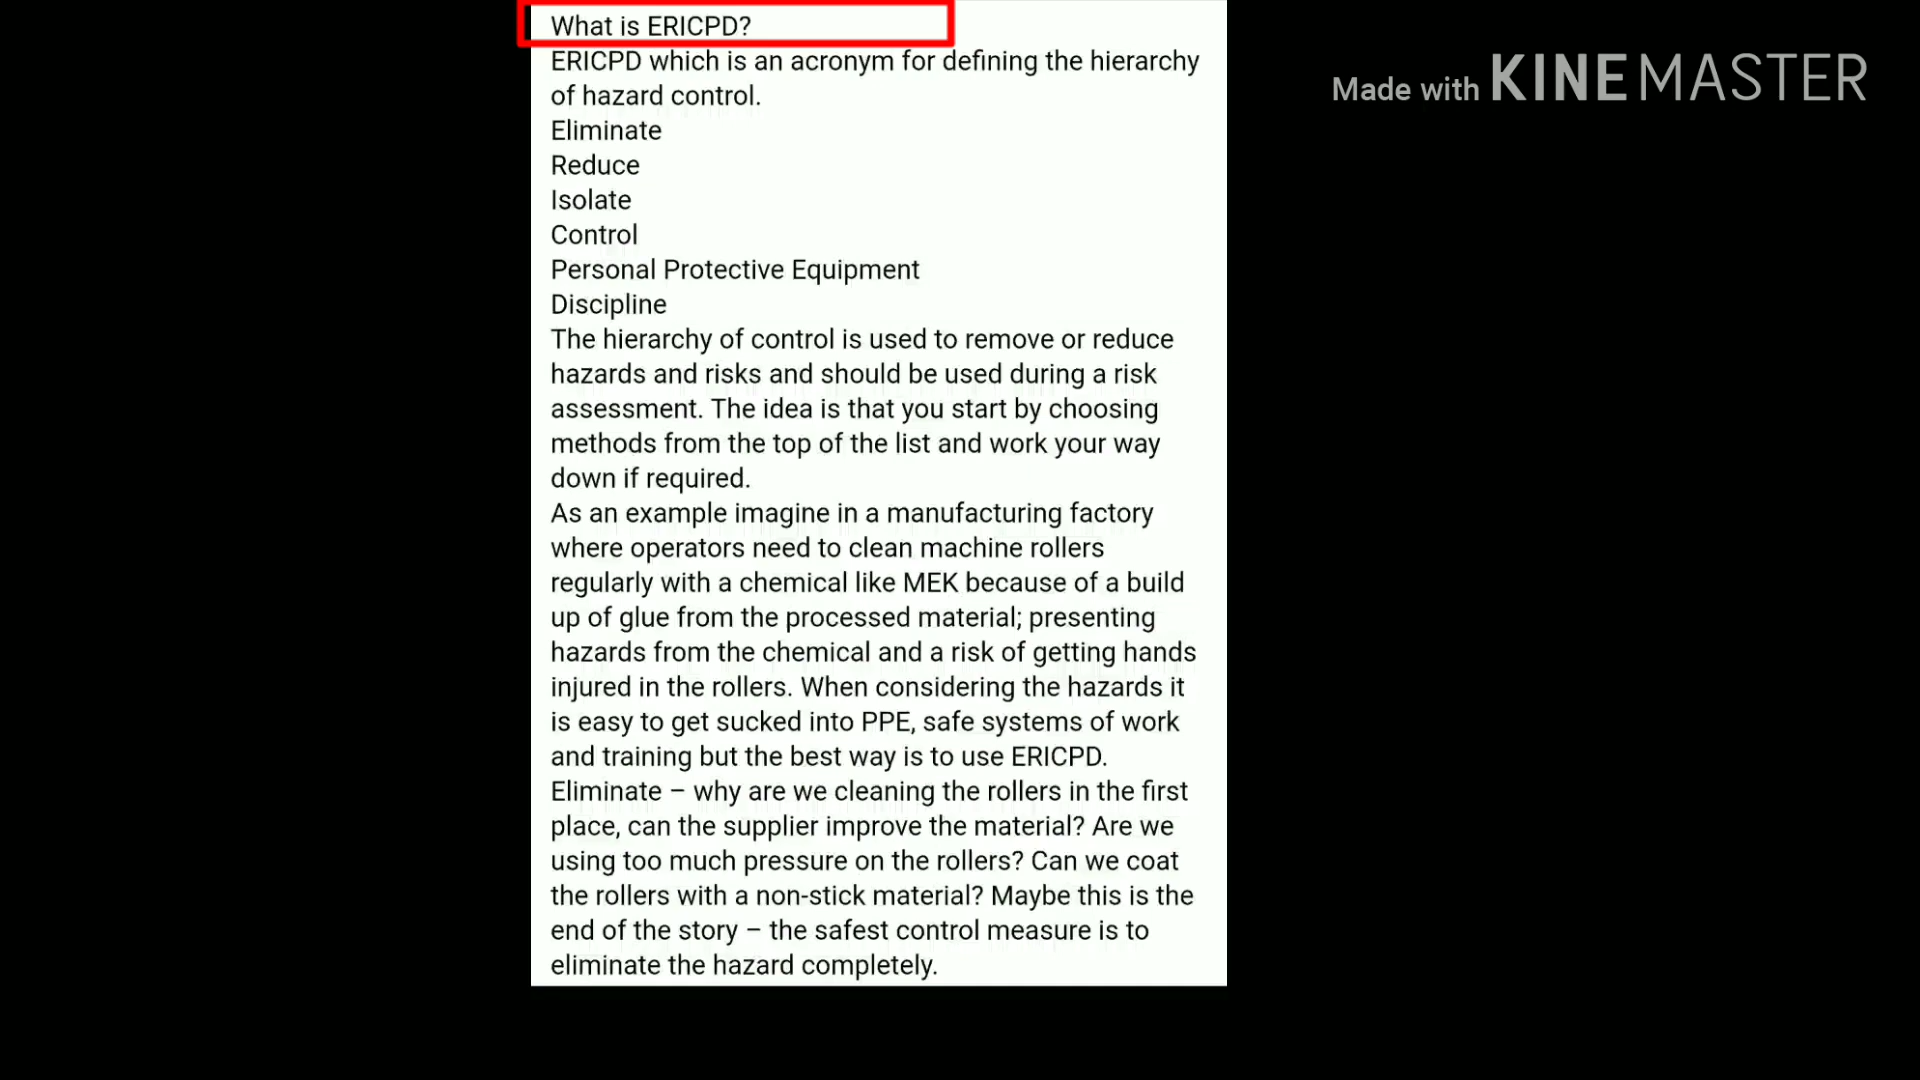 What is ERICPD?
ERICPD which is an acronym for defining the hierarchy
of hazard control.
Eliminate
Reduce
Isolate
Control
Personal Protective Equipment
Discipline
The hierarchy of control is used to remove or reduce
hazards and risks and should be used during a risk
assessment. The idea is that you start by choosing
methods from the top of the list and work your way
down if required.
As an example imagine in a manufacturing factory
where operators need to clean machine rollers
regularly with a chemical like MEK because of a build
up of glue from the processed material; presenting
hazards from the chemical and a risk of getting hands
injured in the rollers. When considering the hazards it
is easy to get sucked into PPE, safe systems of work
and training but the best way is to use ERICPD.
Eliminate – why are we cleaning the rollers in the first
place, can the supplier improve the material? Are we
using too much pressure on the rollers? Can we coat
the rollers with a non-stick material? Maybe this is the
end of the story – the safest control measure is to
eliminate the hazard completely.
Made with KINEMASTER